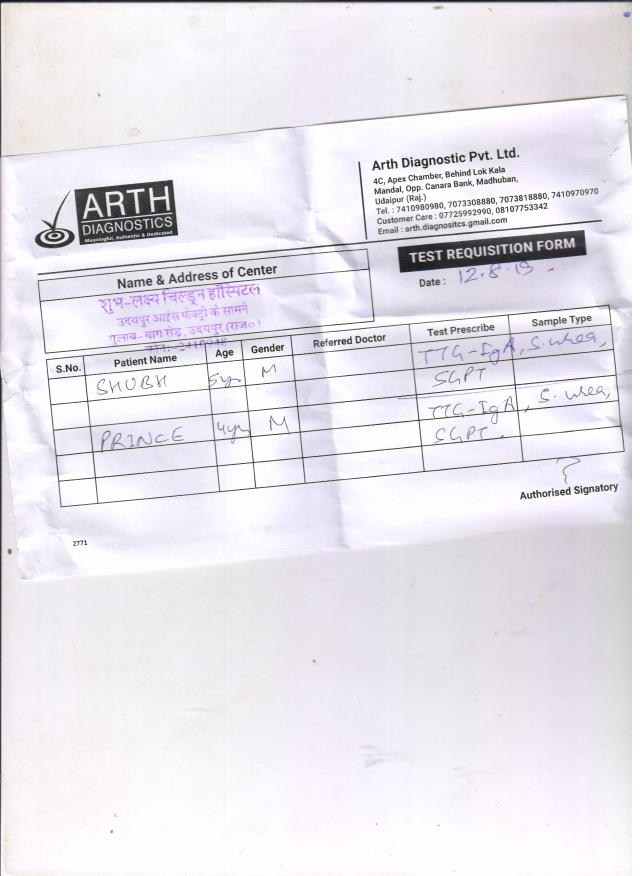 ARTH
DIAGNOSTICS
Meaningful, Authentic & Dedicated
Arth Diagnostic Pvt. Ltd.
4C, Apex Chamber, Behind Lok Kala
Mandal, Opp. Canara Bank, Madhuban,
Udaipur (Raj.)
Tel. : 7410980980, 7073308880, 7073818880, 7410970970
Customer Care : 07725992990, 08107753342
Email : arth.diagnositcs.gmail.com
TEST REQUISITION FORM
Date : 12.8.19
Name & Address of Center
शुभ-लक्ष्य चिल्ड्रन हॉस्पिटल
उदयपुर आईस फैक्ट्री के सामने
गुलाब-बाग रोड, उदयपुर (राज०)
2410948
S.No. Patient Name Age Gender Referred Doctor Test Prescribe Sample Type
SHUBH 5yr M TTG-IgA, S. Urea,
SGPT
PRINCE 4yr M TTG-IgA, S. Urea,
SGPT.
Authorised Signatory
2771